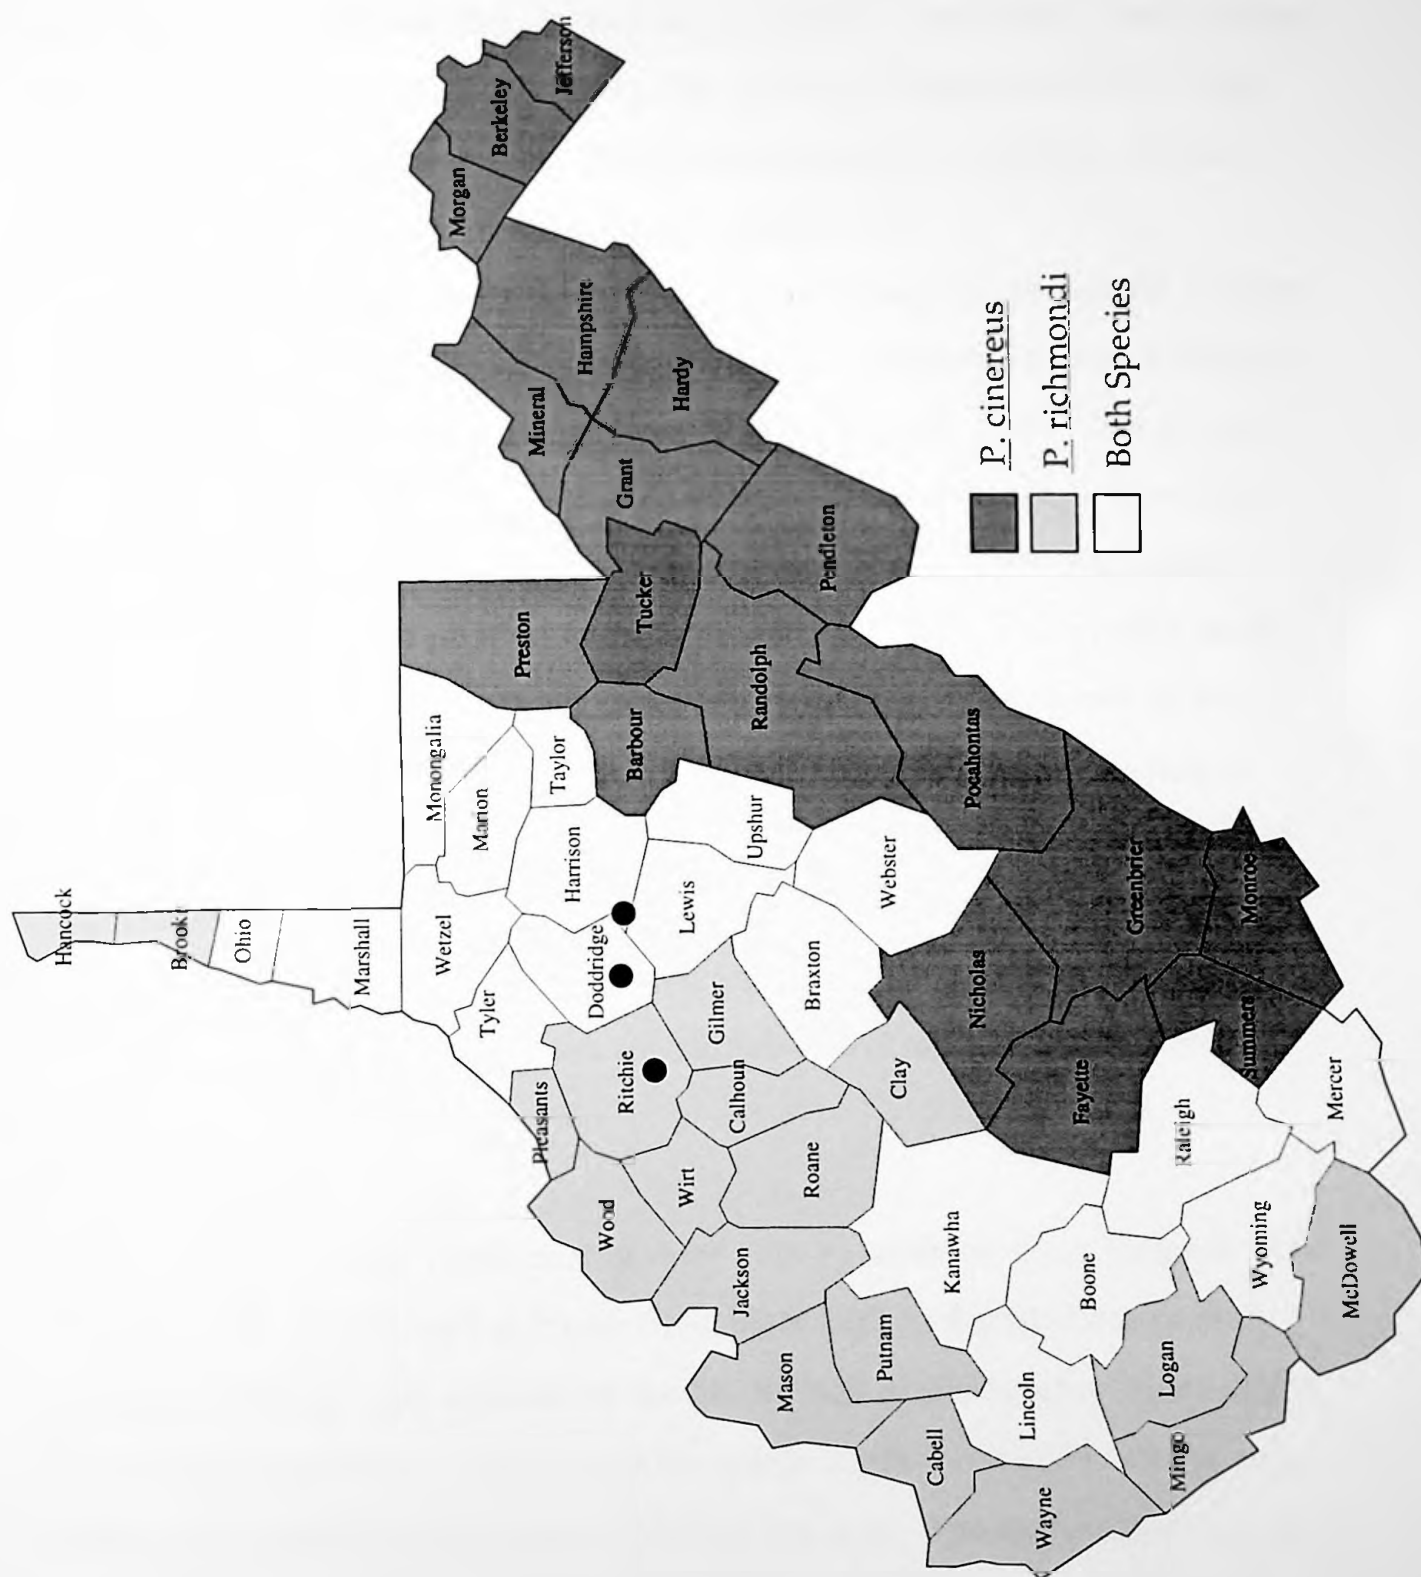 Hancock
Brooke
Ohio
Marshall
Wetzel
Monongalia
Marion
Tyler
Doddridge
Harrison
Taylor
Preston
Pleasants
Ritchie
Gilmer
Lewis
Upshur
Barbour
Tucker
Randolph
Mineral
Grant
Hampshire
Hardy
Morgan
Berkeley
Jefferson
Pendleton
Wood
Wirt
Calhoun
Braxton
Webster
Pocahontas
Jackson
Roane
Clay
Nicholas
Greenbrier
Mason
Putnam
Kanawha
Fayette
Summers
Monroe
Cabell
Lincoln
Boone
Raleigh
Mercer
Wayne
Mingo
Logan
Wyoming
McDowell
P. cinereus
P. richmondi
Both Species